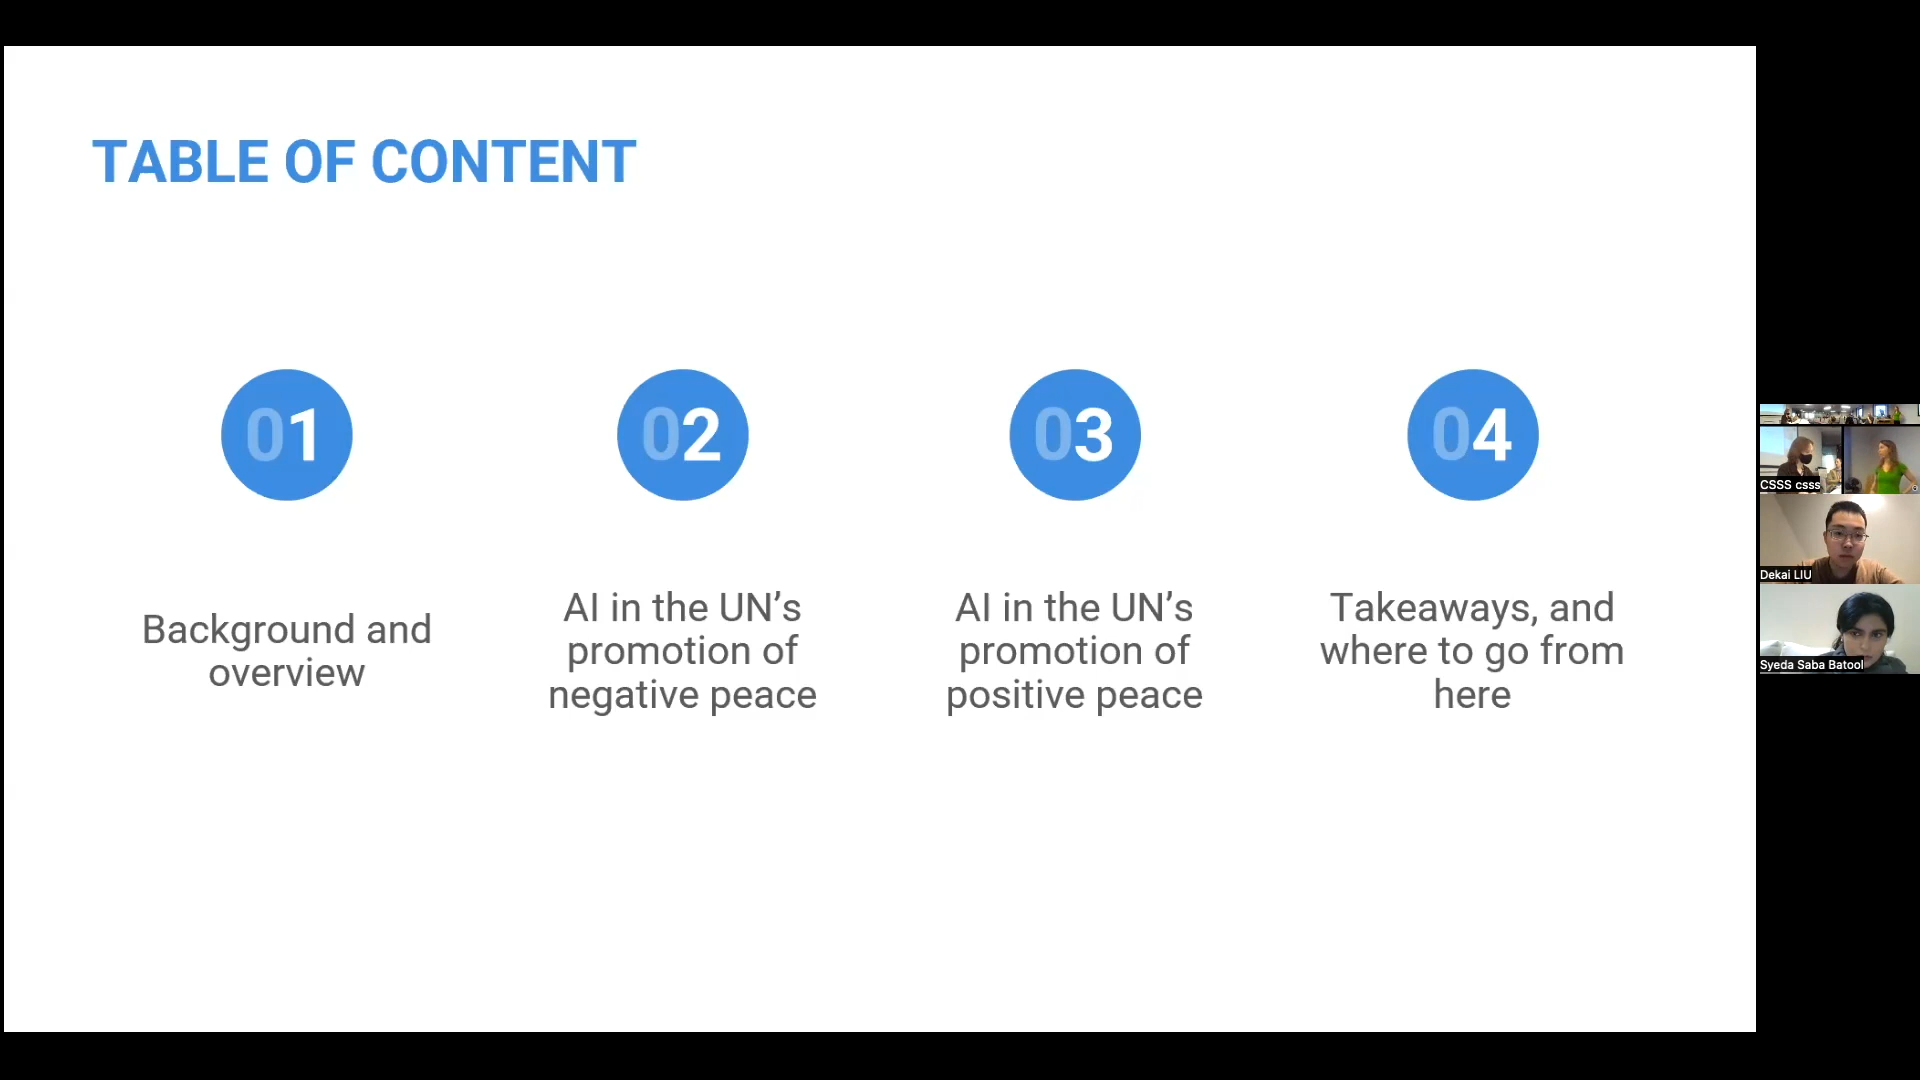 TABLE OF CONTENT
01
02
03
04
Background and
overview
AI in the UN’s
promotion of
negative peace
AI in the UN’s
promotion of
positive peace
Takeaways, and
where to go from
here
CSSS csss
Dekai LIU
Syeda Saba Batool